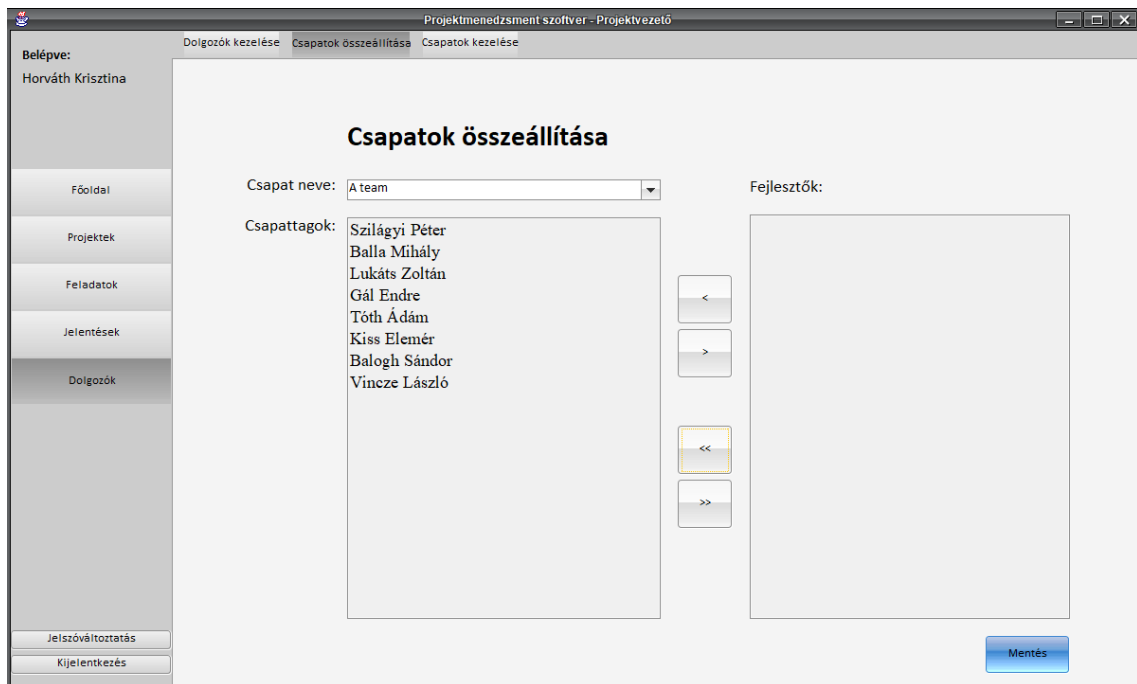 Projektmenedzsment szoftver - Projektvezető
Belépve:
Horváth Krisztina
Főoldal
Projektek
Feladatok
Jelentések
Dolgozók
Jelszóváltoztatás
Kijelentkezés
Dolgozók kezelése Csapatok összeállítása Csapatok kezelése
Csapatok összeállítása
Csapat neve: A team
Csapattagok:
Szilágyi Péter
Balla Mihály
Lukáts Zoltán
Gál Endre
Tóth Ádám
Kiss Elemér
Balogh Sándor
Vincze László
<
>
<<
>>
Fejlesztők:
Mentés